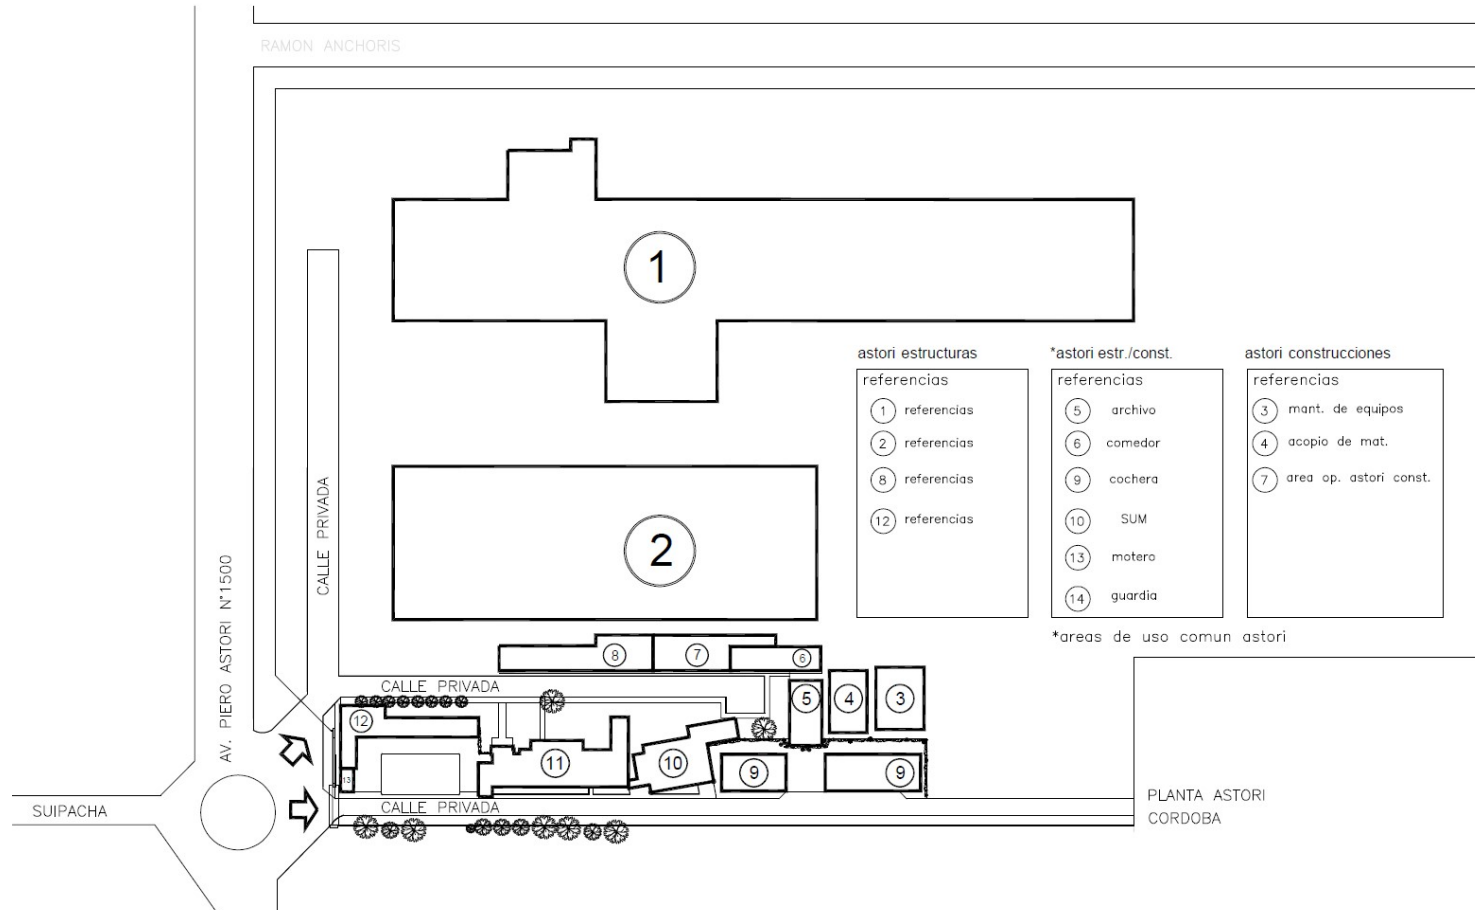 RAMON ANCHORIS
1
astori estructuras
referencias
1 referencias
2 referencias
8 referencias
12 referencias
*astori estr./const.
referencias
5 archivo
6 comedor
9 cochera
10 SUM
13 motero
14 guardia
astori construcciones
referencias
3 mant. de equipos
4 acopio de mat.
7 area op. astori const.
*areas de uso comun astori
CALLE PRIVADA
2
AV. PIERO ASTORI N°1500
8
7
6
CALLE PRIVADA
5
4
3
12
11
10
9
9
13
CALLE PRIVADA
SUIPACHA
PLANTA ASTORI
CORDOBA